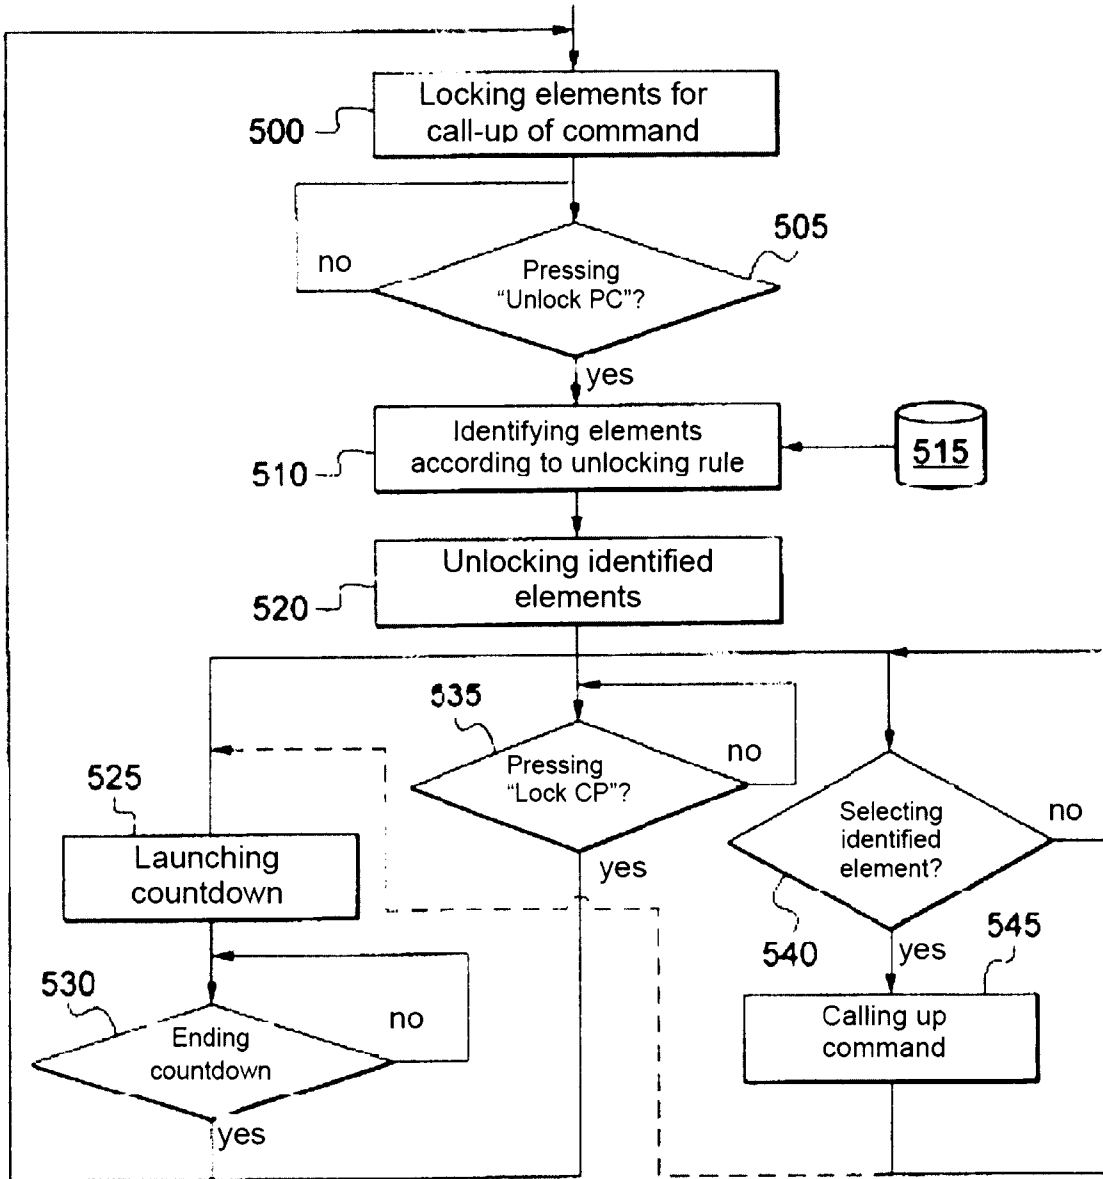 Locking elements for
call-up of command
500
505
no
Pressing
“Unlock PC”?
yes
Identifying elements
according to unlocking rule
510
515
Unlocking identified
elements
520
535
no
Pressing
“Lock CP”?
yes
525
Launching
countdown
Selecting
identified
element?
no
540
yes
545
530
no
Ending
countdown
yes
Calling up
command